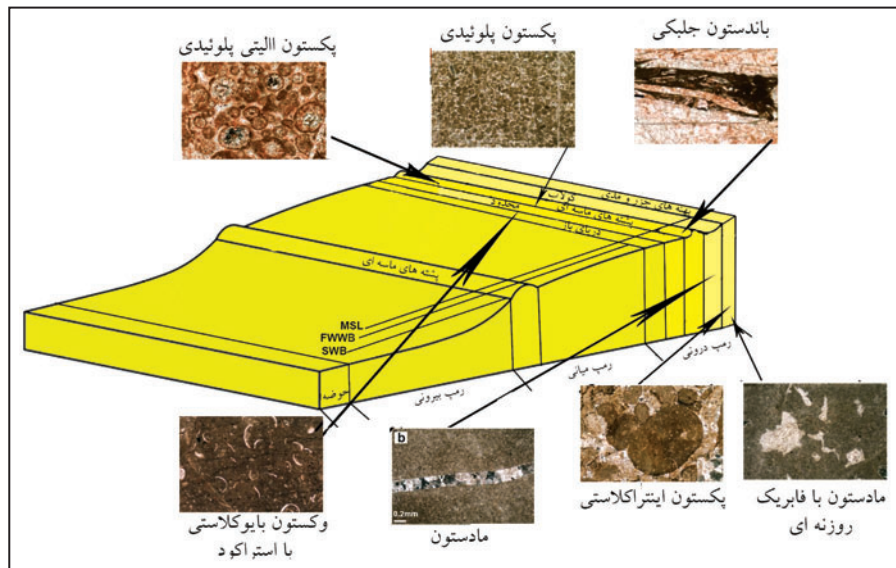 پکستون االیتی پلوئیدی
پکستون پلوئیدی
باندستون جلبکی
پهنه های جزر و مدی
کولاب
پشته های ماسه ای
محدود
دریای باز
پشته های ماسه ای
MSL
FWWB
SWB
حوضه
رمپ بیرونی
رمپ میانی
رمپ درونی
b
0.2mm
وکستون بایوکلاستی
با استراکود
مادستون
پکستون اینتراکلاستی
مادستون با فابریک
روزنه ای